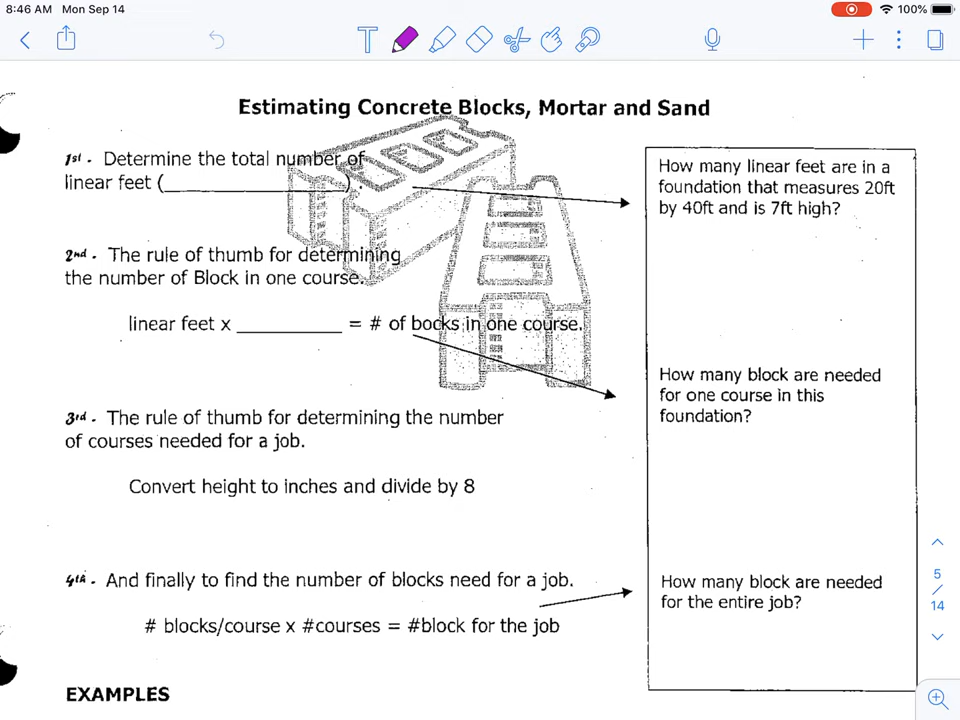 8:46 AM Mon Sep 14
100%
Estimating Concrete Blocks, Mortar and Sand
1st - Determine the total number of
linear feet (____________________) .
2nd - The rule of thumb for determining
the number of Block in one course.
linear feet x ___________ = # of bocks in one course.
3rd - The rule of thumb for determining the number
of courses needed for a job.
Convert height to inches and divide by 8
4th - And finally to find the number of blocks need for a job.
# blocks/course x #courses = #block for the job
EXAMPLES
How many linear feet are in a
foundation that measures 20ft
by 40ft and is 7ft high?
How many block are needed
for one course in this
foundation?
How many block are needed
for the entire job?
5
/
14